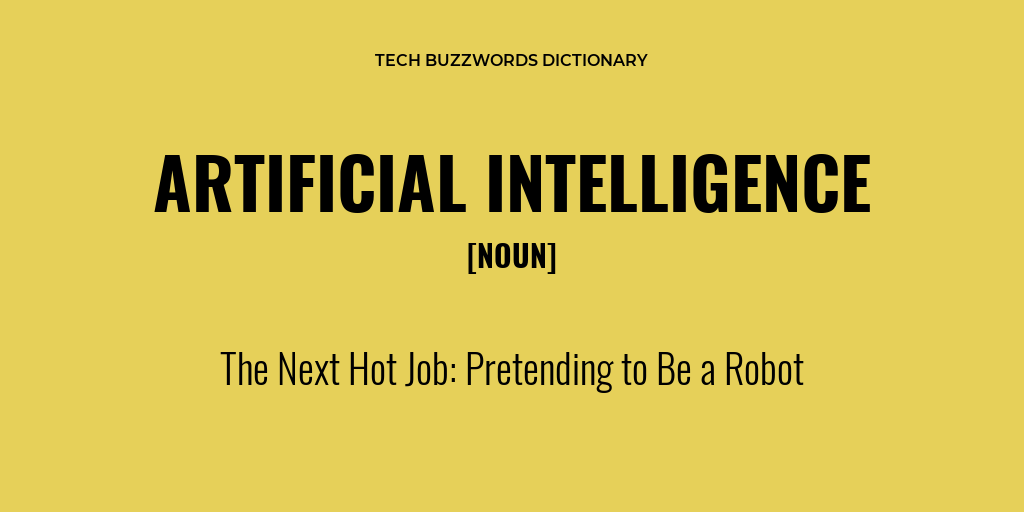 TECH BUZZWORDS DICTIONARY
ARTIFICIAL INTELLIGENCE
[NOUN]
The Next Hot Job: Pretending to Be a Robot